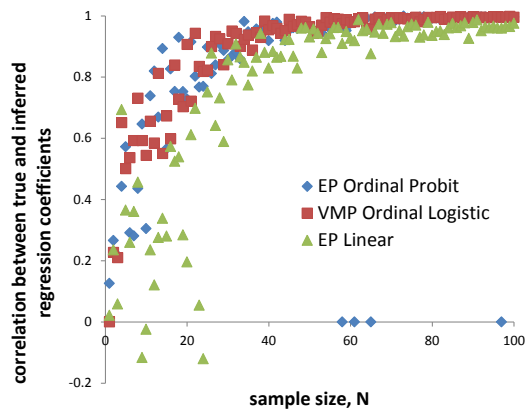 1
0.8
0.6
0.4
0.2
0
-0.2
0
20
40
60
80
100
correlation between true and inferred
regression coefficients
EP Ordinal Probit
VMP Ordinal Logistic
EP Linear
sample size, N